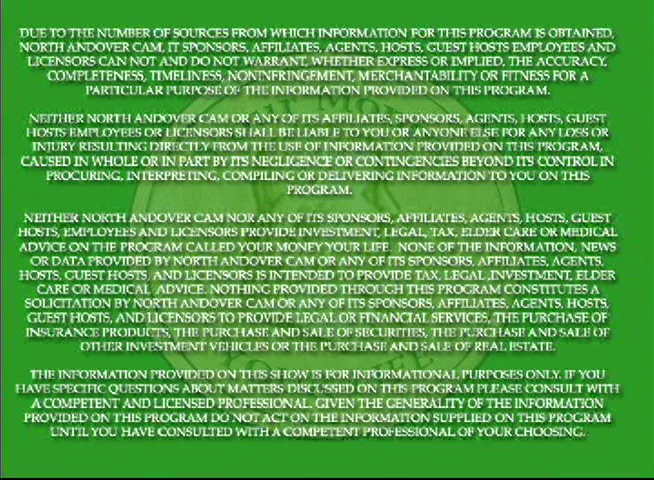 DUE TO THE NUMBER OF SOURCES FROM WHICH INFORMATION FOR THIS PROGRAM IS OBTAINED,
NORTH ANDOVER CAM, IT SPONSORS, AFFILIATES, AGENTS, HOSTS, GUEST HOSTS EMPLOYEES AND
LICENSORS CAN NOT AND DO NOT WARRANT, WHETHER EXPRESS OR IMPLIED, THE ACCURACY,
COMPLETENESS, TIMELINESS, NONINFRINGEMENT, MERCHANTABILITY OR FITNESS FOR A
PARTICULAR PURPOSE OF THE INFORMATION PROVIDED ON THIS PROGRAM.
NEITHER NORTH ANDOVER CAM OR ANY OF ITS AFFILIATES, SPONSORS, AGENTS, HOSTS, GUEST
HOSTS EMPLOYEES OR LICENSORS SHALL BE LIABLE TO YOU OR ANYONE ELSE FOR ANY LOSS OR
INJURY RESULTING DIRECTLY FROM THE USE OF INFORMATION PROVIDED ON THIS PROGRAM,
CAUSED IN WHOLE OR IN PART BY ITS NEGLIGENCE OR CONTINGENCIES BEYOND ITS CONTROL IN
PROCURING, INTERPRETING, COMPILING OR DELIVERING INFORMATION TO YOU ON THIS
PROGRAM.
NEITHER NORTH ANDOVER CAM NOR ANY OF ITS SPONSORS, AFFILIATES, AGENTS, HOSTS, GUEST
HOSTS, EMPLOYEES AND LICENSORS PROVIDE INVESTMENT, LEGAL, TAX, ELDER CARE OR MEDICAL
ADVICE ON THE PROGRAM CALLED YOUR MONEY YOUR LIFE. NONE OF THE INFORMATION, NEWS
OR DATA PROVIDED BY NORTH ANDOVER CAM OR ANY OF ITS SPONSORS, AFFILIATES, AGENTS,
HOSTS, GUEST HOSTS, AND LICENSORS IS INTENDED TO PROVIDE TAX, LEGAL ,INVESTMENT, ELDER
CARE OR MEDICAL ADVICE. NOTHING PROVIDED THROUGH THIS PROGRAM CONSTITUTES A
SOLICITATION BY NORTH ANDOVER CAM OR ANY OF ITS SPONSORS, AFFILIATES, AGENTS, HOSTS,
GUEST HOSTS, AND LICENSORS TO PROVIDE LEGAL OR FINANCIAL SERVICES, THE PURCHASE OF
INSURANCE PRODUCTS, THE PURCHASE AND SALE OF SECURITIES, THE PURCHASE AND SALE OF
OTHER INVESTMENT VEHICLES OR THE PURCHASE AND SALE OF REAL ESTATE.
THE INFORMATION PROVIDED ON THIS SHOW IS FOR INFORMATIONAL PURPOSES ONLY. IF YOU
HAVE SPECIFIC QUESTIONS ABOUT MATTERS DISCUSSED ON THIS PROGRAM PLEASE CONSULT WITH
A COMPETENT AND LICENSED PROFESSIONAL. GIVEN THE GENERALITY OF THE INFORMATION
PROVIDED ON THIS PROGRAM DO NOT ACT ON THE INFORMATION SUPPLIED ON THIS PROGRAM
UNTIL YOU HAVE CONSULTED WITH A COMPETENT PROFESSIONAL OF YOUR CHOOSING.